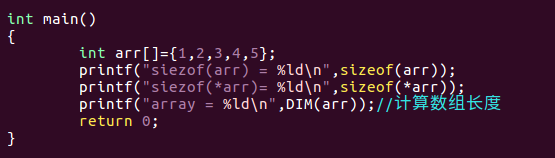 int main()
{
int arr[]={1,2,3,4,5};
printf("siezof(arr) = %ld\n",sizeof(arr));
printf("siezof(*arr)= %ld\n",sizeof(*arr));
printf("array = %ld\n",DIM(arr));//计算数组长度
return 0;
}